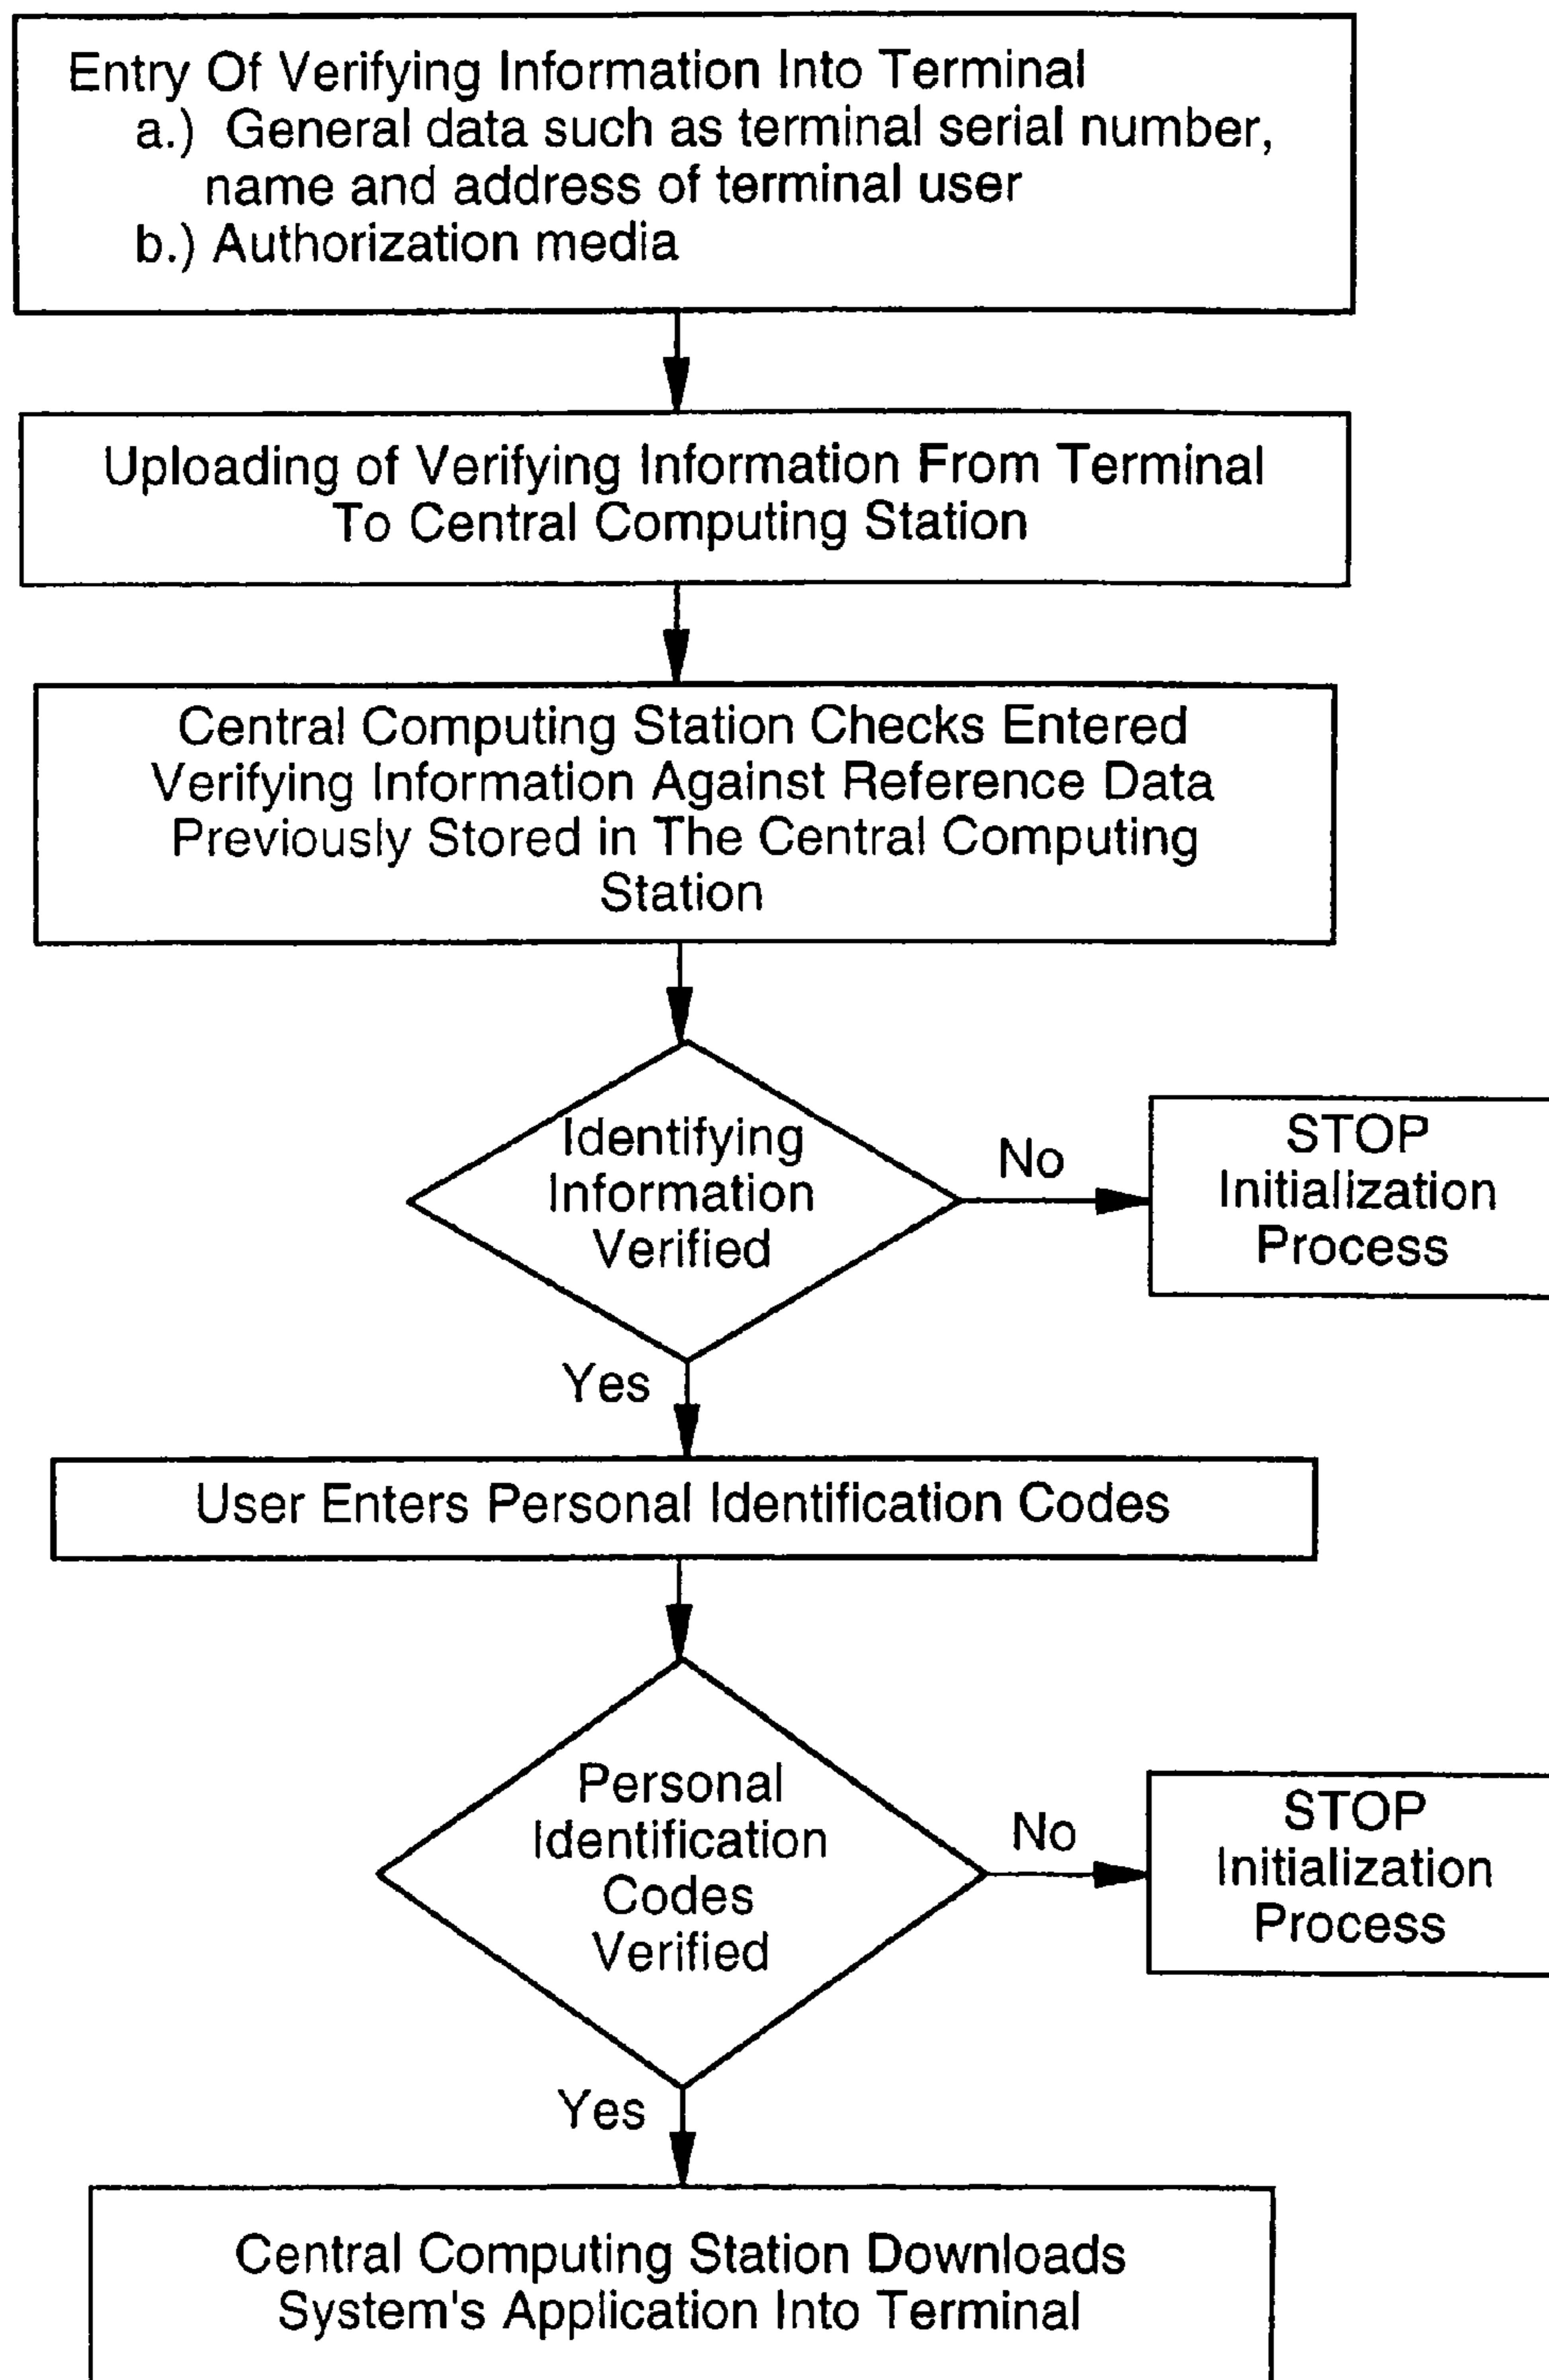 Entry Of Verifying Information Into Terminal
a.) General data such as terminal serial number,
name and address of terminal user
b.) Authorization media
Uploading of Verifying Information From Terminal
To Central Computing Station
Central Computing Station Checks Entered
Verifying Information Against Reference Data
Previously Stored in The Central Computing
Station
Identifying
Information
Verified
No
STOP
Initialization
Process
Yes
User Enters Personal Identification Codes
Personal
Identification
Codes
Verified
No
STOP
Initialization
Process
Yes
Central Computing Station Downloads
System's Application Into Terminal